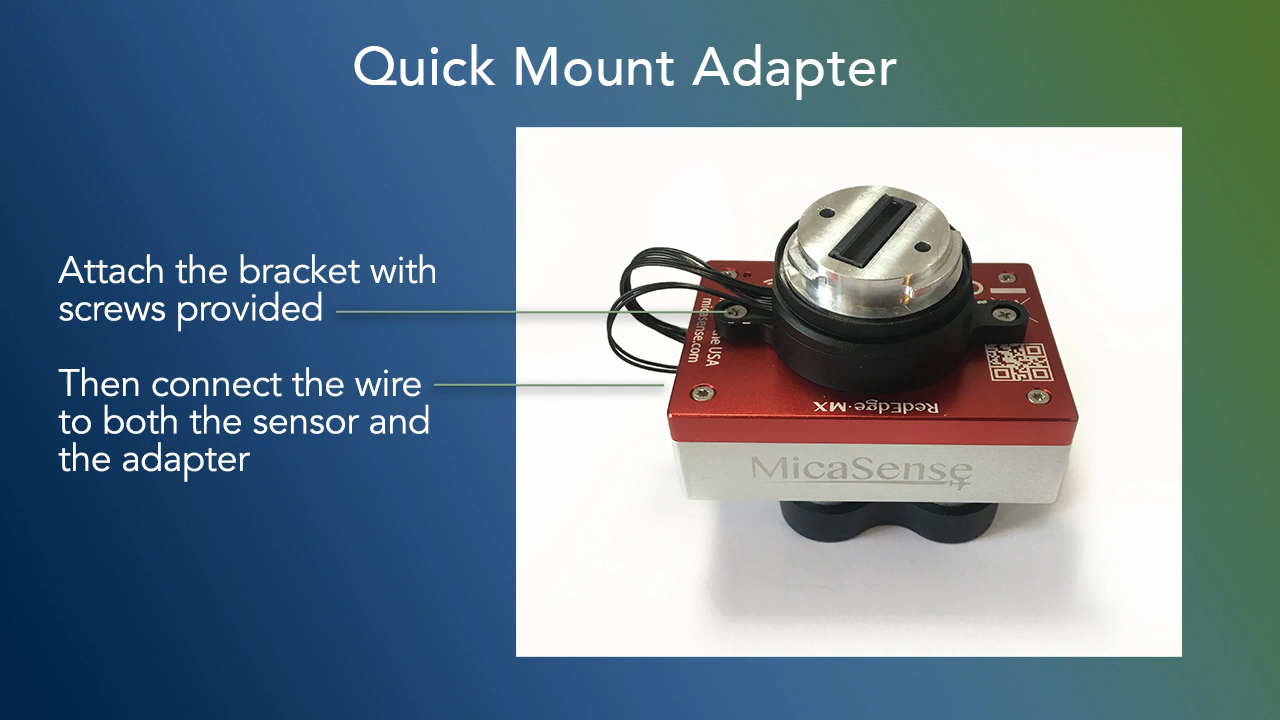 Quick Mount Adapter
Attach the bracket with
screws provided
Then connect the wire
to both the sensor and
the adapter
micasense.com
USA
RedEdge-MX
MicaSense